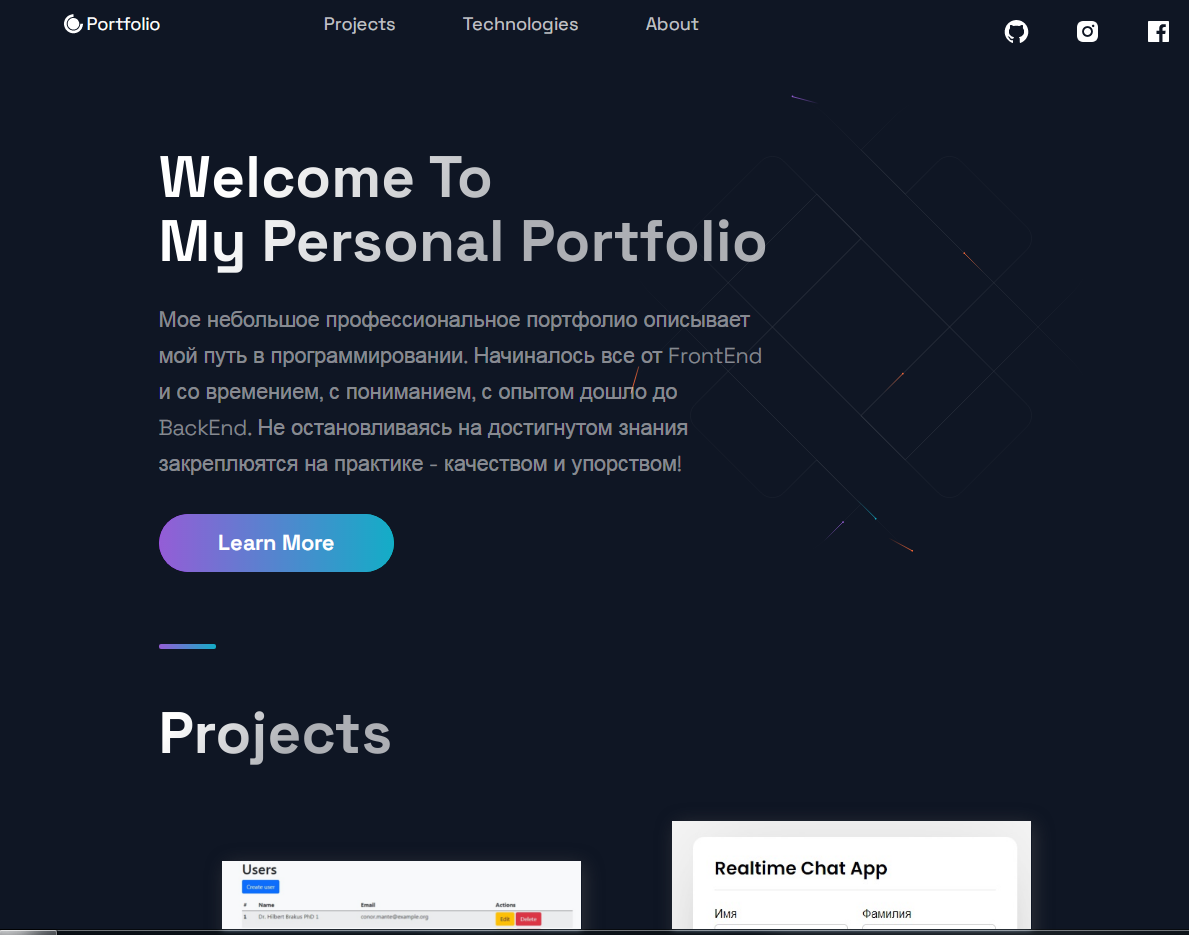 Portfolio
Projects
Technologies
About
Welcome To
My Personal Portfolio
Мое небольшое профессиональное портфолио описывает
мой путь в программировании. Начиналось все от FrontEnd
и со временем, с пониманием, с опытом дошло до
BackEnd. Не остановливаясь на достигнутом знания
закреплюятся на практике - качеством и упорством!
Learn More
Projects
Users
Create user
# Name Email Actions
1 Dr. Hilbert Brakus PhD 1 conor.mante@example.org Edit Delete
Realtime Chat App
Имя Фамилия